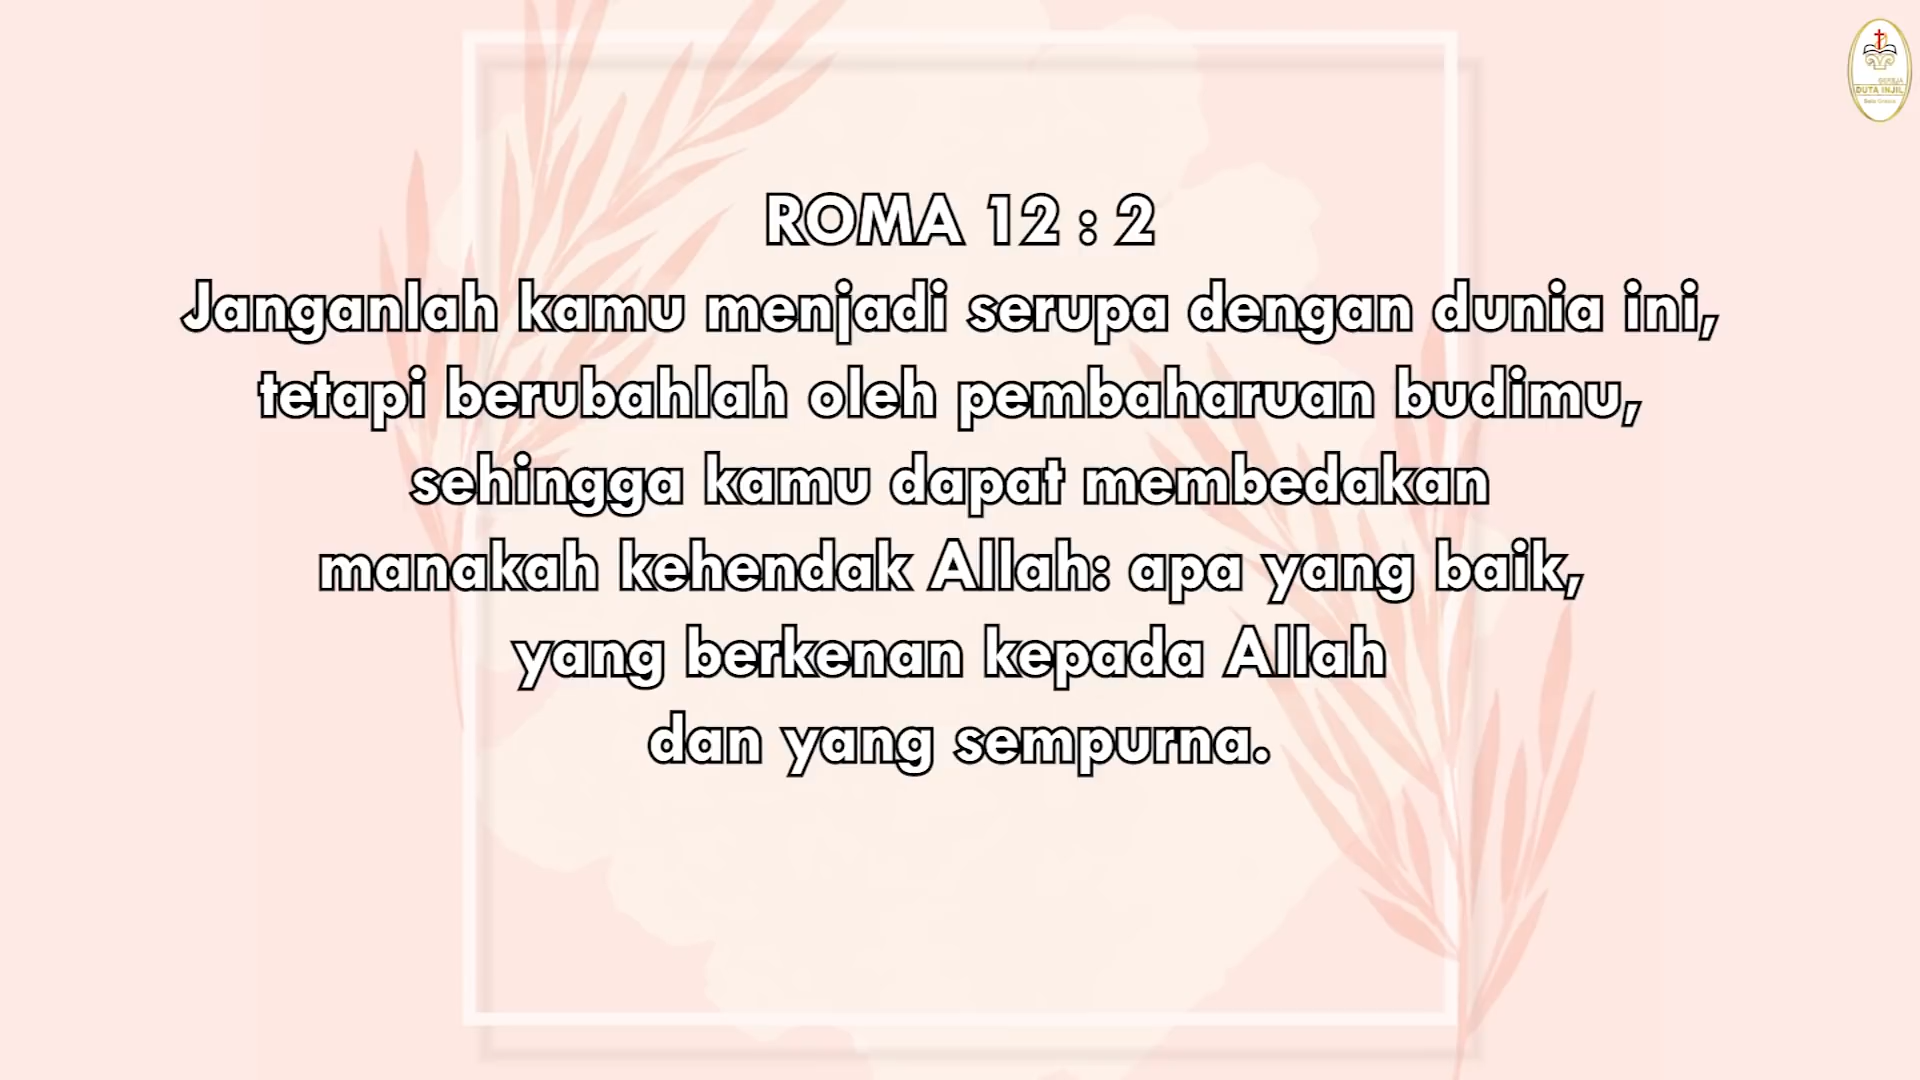 GEREJA
DUTA INJIL
ROMA 12 : 2
Janganlah kamu menjadi serupa dengan dunia ini,
tetapi berubahlah oleh pembaharuan budimu,
sehingga kamu dapat membedakan
manakah kehendak Allah: apa yang baik,
yang berkenan kepada Allah
dan yang sempurna.